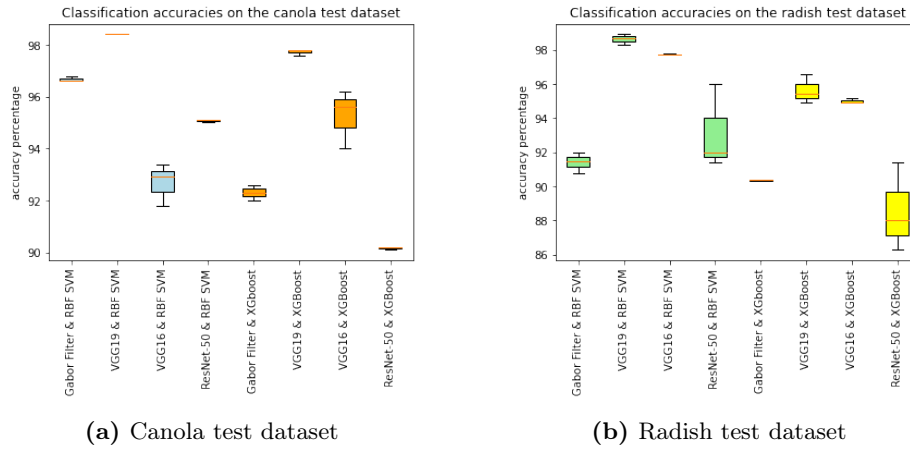 Classification accuracies on the canola test dataset
accuracy percentage
98
96
94
92
90
Gabor Filter & RBF SVM
VGG19 & RBF SVM
VGG16 & RBF SVM
ResNet-50 & RBF SVM
Gabor Filter & XGboost
VGG19 & XGBoost
VGG16 & XGBoost
ResNet-50 & XGBoost
(a) Canola test dataset
Classification accuracies on the radish test dataset
accuracy percentage
98
96
94
92
90
88
86
Gabor Filter & RBF SVM
VGG19 & RBF SVM
VGG16 & RBF SVM
ResNet-50 & RBF SVM
Gabor Filter & XGBoost
VGG19 & XGBoost
VGG16 & XGBoost
ResNet-50 & XGBoost
(b) Radish test dataset